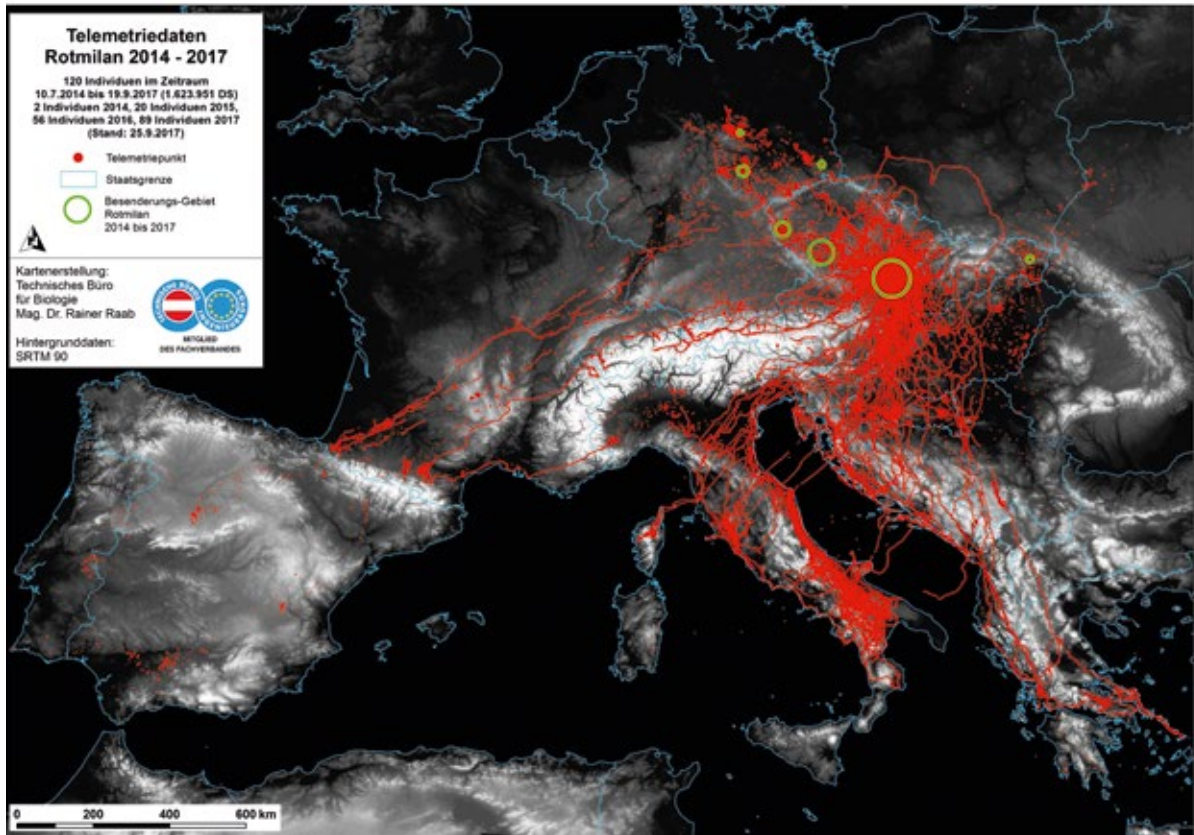 Telemetriedaten
Rotmilan 2014 - 2017
120 Individuen im Zeitraum
10.7.2014 bis 19.9.2017 (1.623.951 DS)
2 Individuen 2014, 20 Individuen 2015,
56 Individuen 2016, 89 Individuen 2017
(Stand: 25.9.2017)
Telemetriepunkt
Staatsgrenze
Besenderungs-Gebiet
Rotmilan
2014 bis 2017
Kartenerstellung:
Technisches Büro
für Biologie
Mag. Dr. Rainer Raab
MITGLIED
DES FACHVERBANDES
Hintergrunddaten:
SRTM 90
0 200 400 600 km